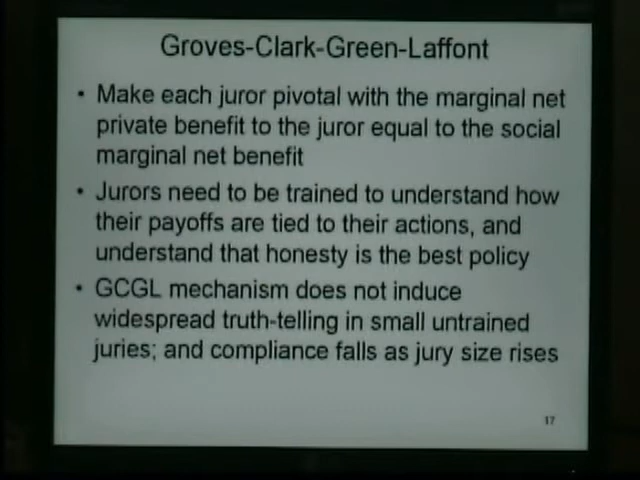 Groves-Clark-Green-Laffont
• Make each juror pivotal with the marginal net
private benefit to the juror equal to the social
marginal net benefit
• Jurors need to be trained to understand how
their payoffs are tied to their actions, and
understand that honesty is the best policy
• GCGL mechanism does not induce
widespread truth-telling in small untrained
juries; and compliance falls as jury size rises
17